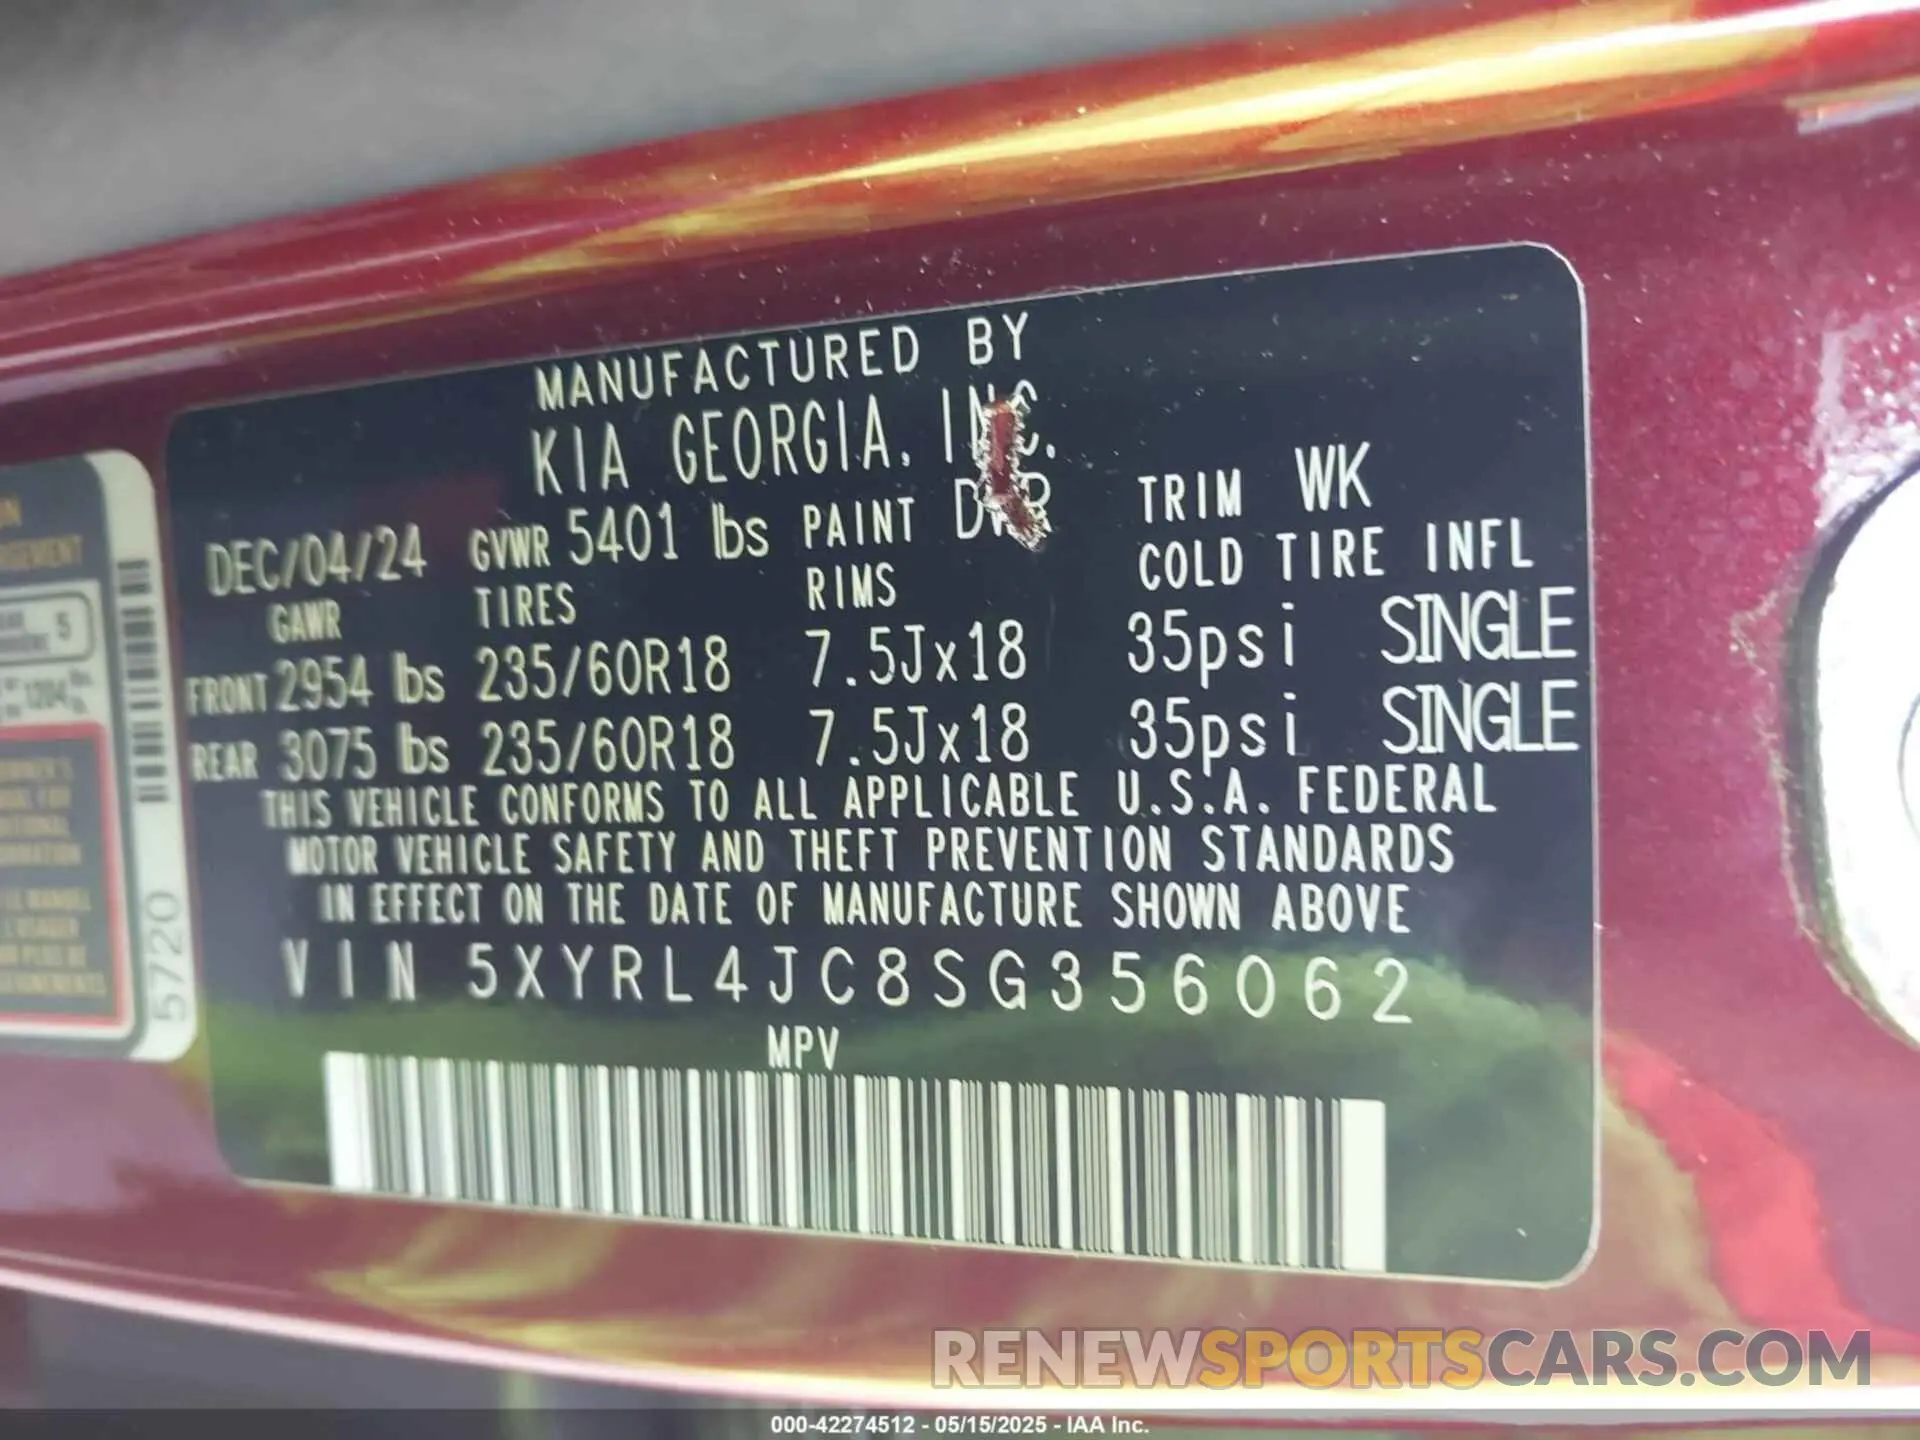 MANUFACTURED BY
KIA GEORGIA, INC.
DEC/04/24 GVWR 5401 lbs PAINT TRIM WK
GAWR TIRES RIMS COLD TIRE INFL
FRONT 2954 lbs 235/60R18 7.5Jx18 35psi SINGLE
REAR 3075 lbs 235/60R18 7.5Jx18 35psi SINGLE
THIS VEHICLE CONFORMS TO ALL APPLICABLE U.S.A. FEDERAL
MOTOR VEHICLE SAFETY AND THEFT PREVENTION STANDARDS
IN EFFECT ON THE DATE OF MANUFACTURE SHOWN ABOVE
VIN 5XYRL4JC8SG356062
MPV
5
5720
RENEWSPORTSCARS.COM
000-42274512 - 05/15/2025 - IAA Inc.